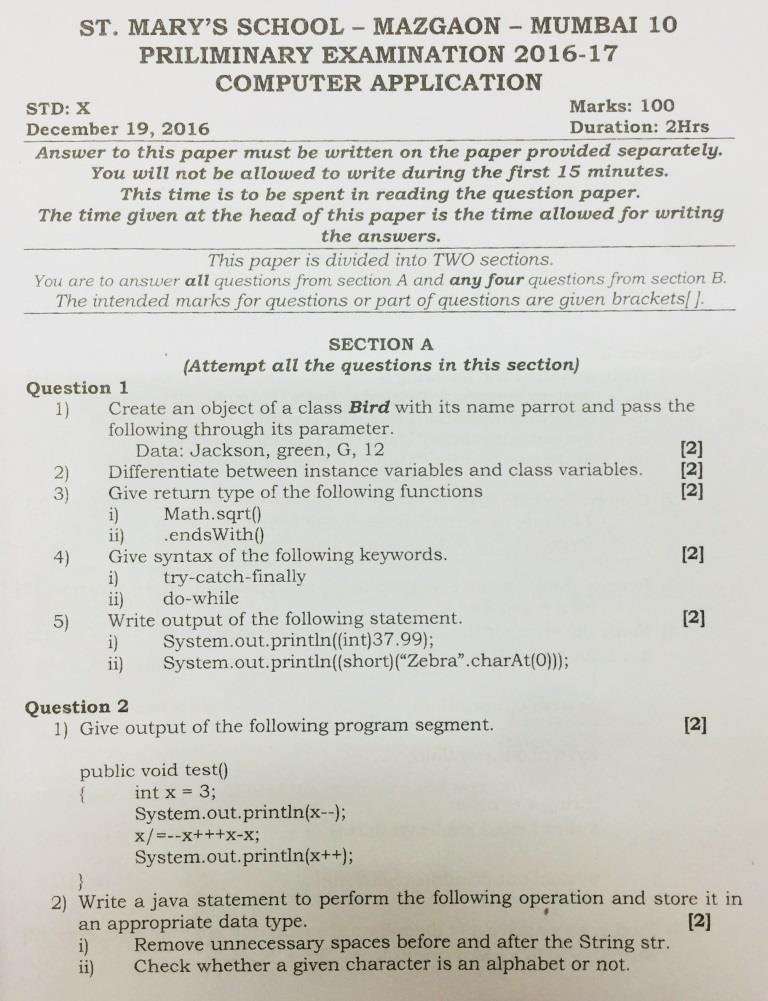 ST. MARY'S SCHOOL – MAZGAON – MUMBAI 10
PRILIMINARY EXAMINATION 2016-17
COMPUTER APPLICATION
STD: X Marks: 100
December 19, 2016 Duration: 2Hrs
Answer to this paper must be written on the paper provided separately.
You will not be allowed to write during the first 15 minutes.
This time is to be spent in reading the question paper.
The time given at the head of this paper is the time allowed for writing
the answers.
This paper is divided into TWO sections.
You are to answer all questions from section A and any four questions from section B.
The intended marks for questions or part of questions are given brackets[ ].
SECTION A
(Attempt all the questions in this section)
Question 1
1) Create an object of a class Bird with its name parrot and pass the
following through its parameter.
Data: Jackson, green, G, 12 [2]
2) Differentiate between instance variables and class variables. [2]
3) Give return type of the following functions [2]
i) Math.sqrt()
ii) .endsWith()
4) Give syntax of the following keywords. [2]
i) try-catch-finally
ii) do-while
5) Write output of the following statement. [2]
i) System.out.println((int)37.99);
ii) System.out.println((short)("Zebra".charAt(0)));
Question 2
1) Give output of the following program segment. [2]
public void test()
{ int x = 3;
System.out.println(x--);
x/=--x+++x-x;
System.out.println(x++);
}
2) Write a java statement to perform the following operation and store it in
an appropriate data type. [2]
i) Remove unnecessary spaces before and after the String str.
ii) Check whether a given character is an alphabet or not.